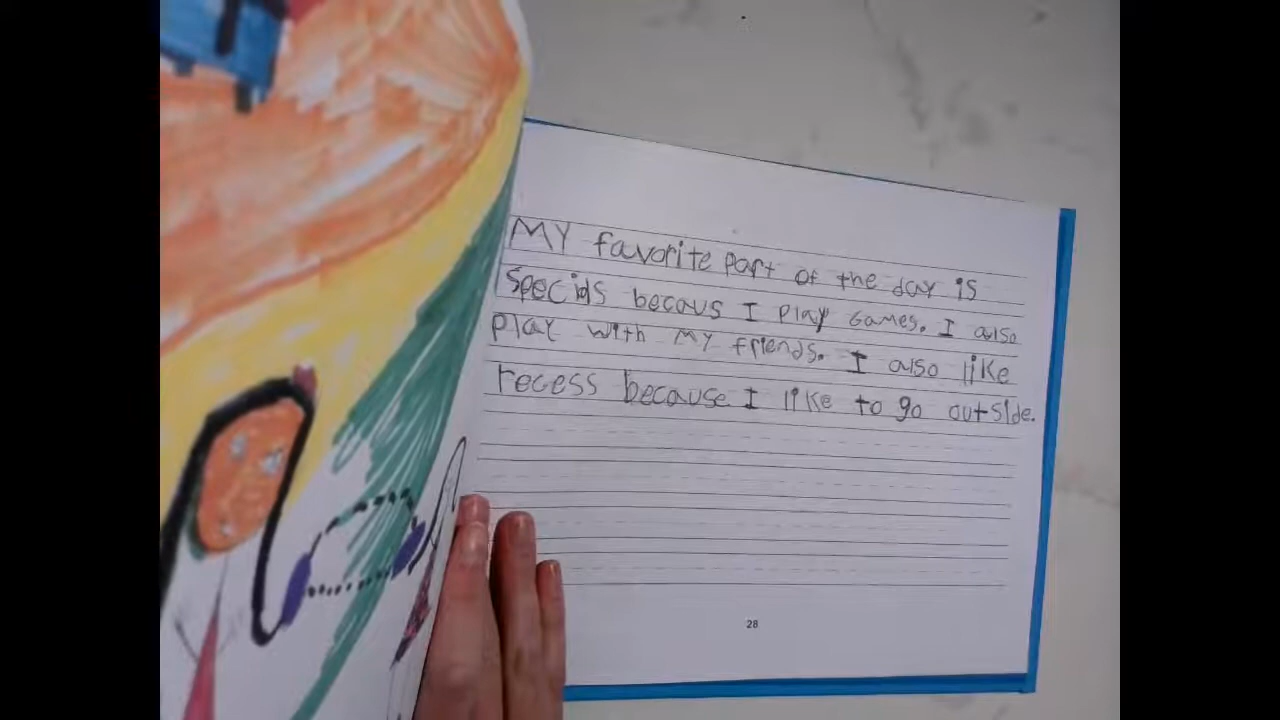 MY favorite part of the day is
Specials becaus I play Games. I also
play with my friends. I also like
recess because I like to go outside.
28